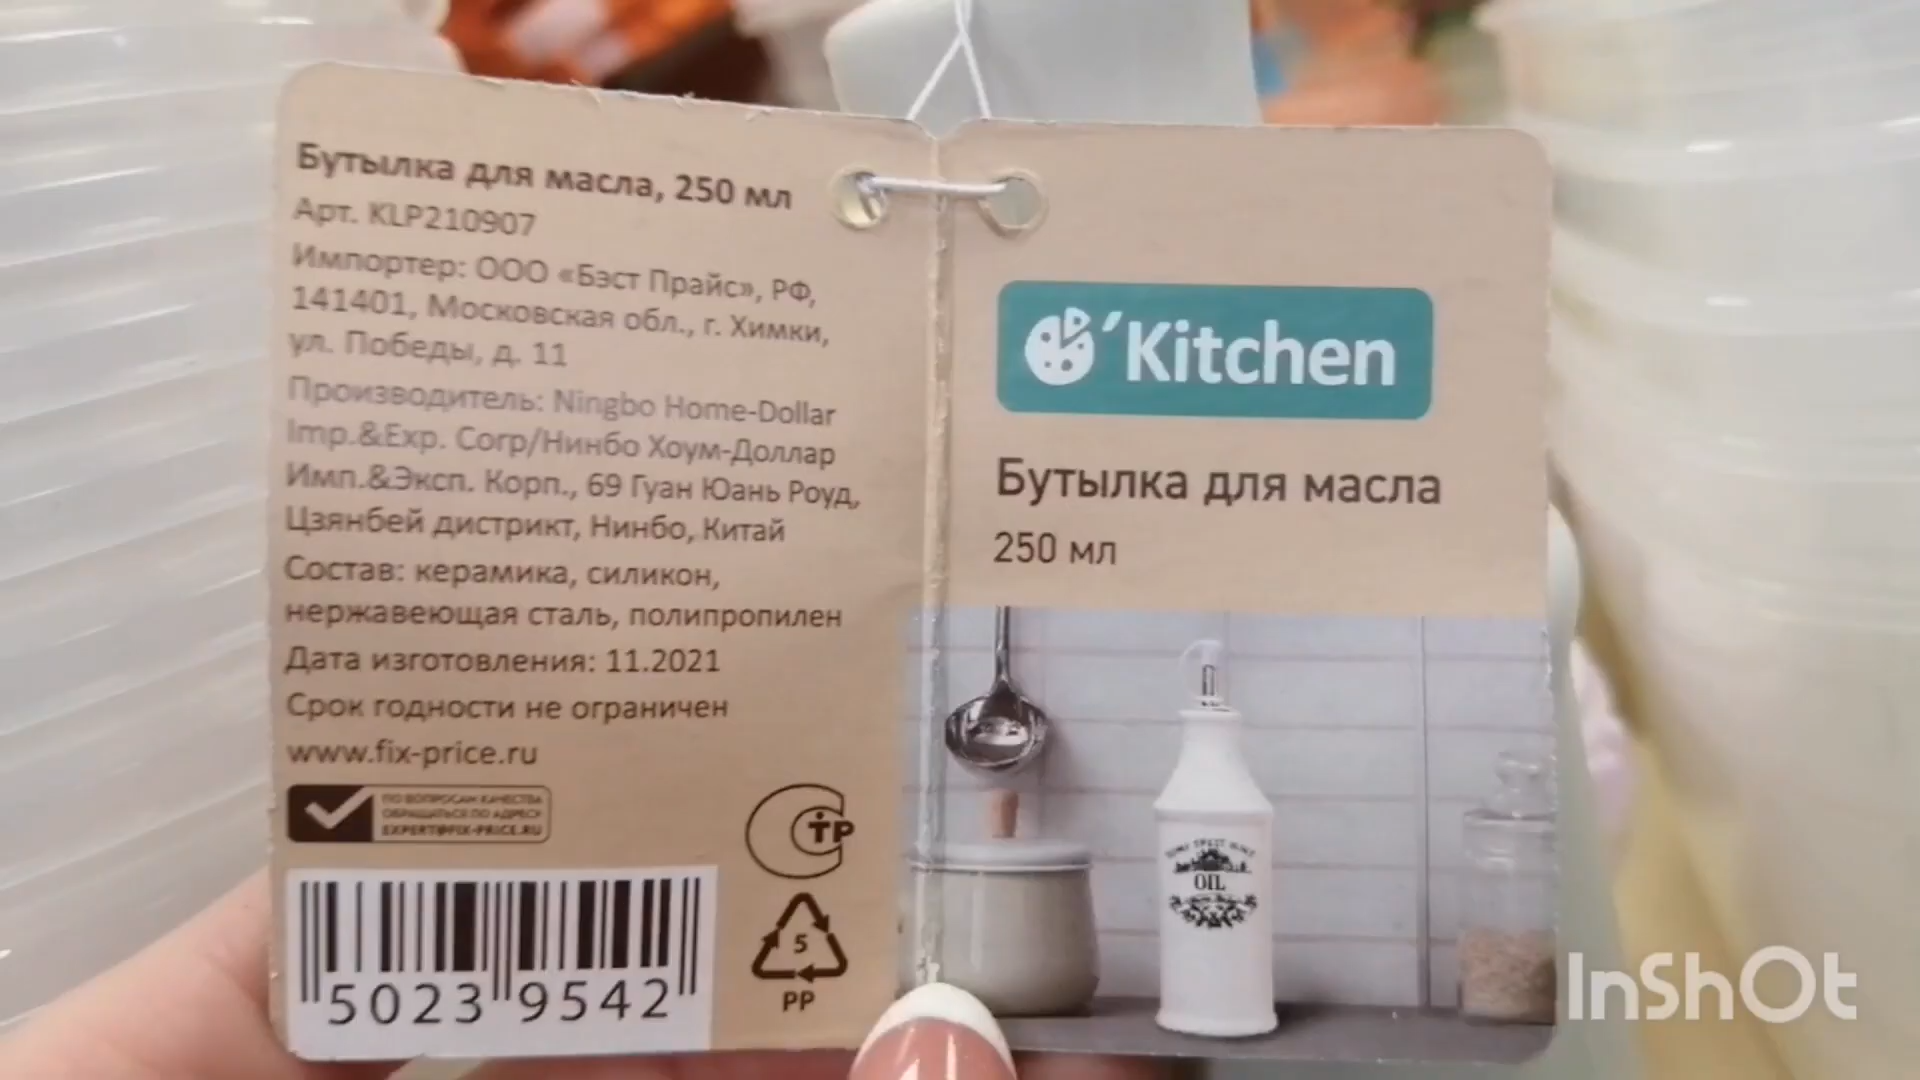 Бутылка для масла, 250 мл
Арт. KLP210907
Импортер: ООО «Бэст Прайс», РФ,
141401, Московская обл., г. Химки,
ул. Победы, д. 11
Производитель: Ningbo Home-Dollar
Imp.&Exp. Corp/Нинбо Хоум-Доллар
Имп.&Эксп. Корп., 69 Гуан Юань Роуд,
Цзянбей дистрикт, Нинбо, Китай
Состав: керамика, силикон,
нержавеющая сталь, полипропилен
Дата изготовления: 11.2021
Срок годности не ограничен
www.fix-price.ru
ПО ВОПРОСАМ КАЧЕСТВА
ОБРАЩАТЬСЯ ПО АДРЕСУ
EXPERT@FIX-PRICE.RU
5023 9542
СТР
5
PP
'Kitchen
Бутылка для масла
250 мл
OIL
InShOt